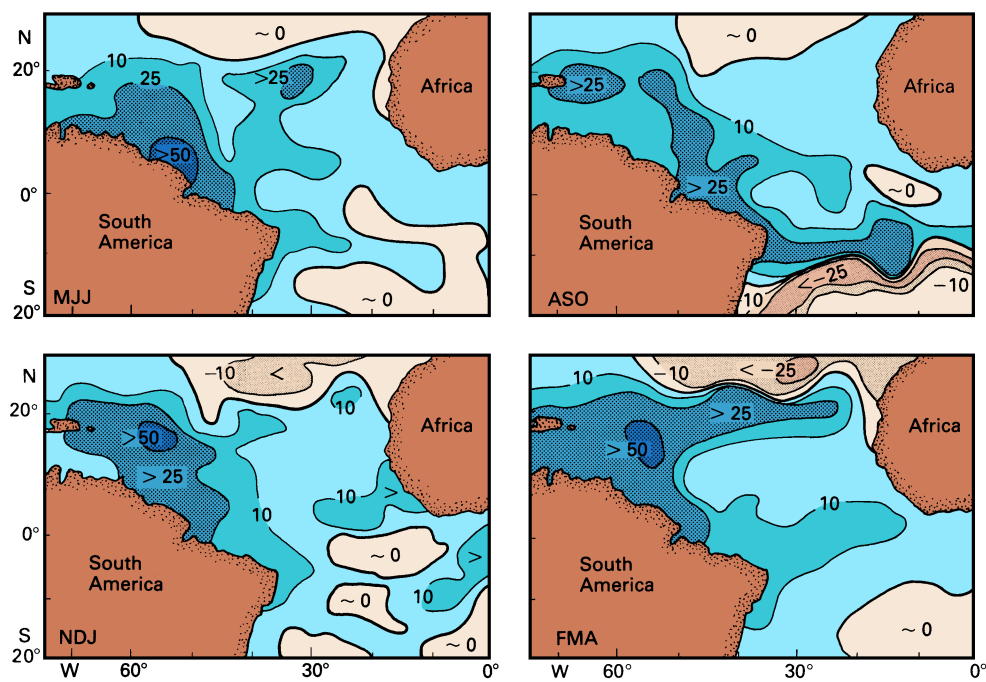 N
20°
0°
S
20°
10
25
>25
~ 0
Africa
>50
South
America
~ 0
MJJ
~ 0
>25
10
Africa
> 25
~ 0
South
America
<-25
-10
10
ASO
N
20°
0°
S
20°
-10
<
10
Africa
>50
> 25
10
10
>
~ 0
>
South
America
~ 0
10
~ 0
NDJ
W
60°
30°
0°
10
-10
< -25
> 25
Africa
> 50
10
South
America
~ 0
FMA
W
60°
30°
0°